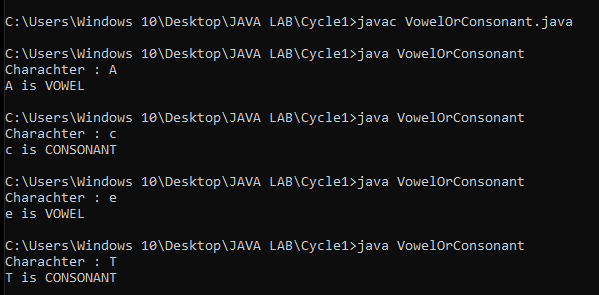 C:\Users\Windows 10\Desktop\JAVA LAB\Cycle1>javac VowelOrConsonant.java
C:\Users\Windows 10\Desktop\JAVA LAB\Cycle1>java VowelOrConsonant
Charachter : A
A is VOWEL
C:\Users\Windows 10\Desktop\JAVA LAB\Cycle1>java VowelOrConsonant
Charachter : c
c is CONSONANT
C:\Users\Windows 10\Desktop\JAVA LAB\Cycle1>java VowelOrConsonant
Charachter : e
e is VOWEL
C:\Users\Windows 10\Desktop\JAVA LAB\Cycle1>java VowelOrConsonant
Charachter : T
T is CONSONANT